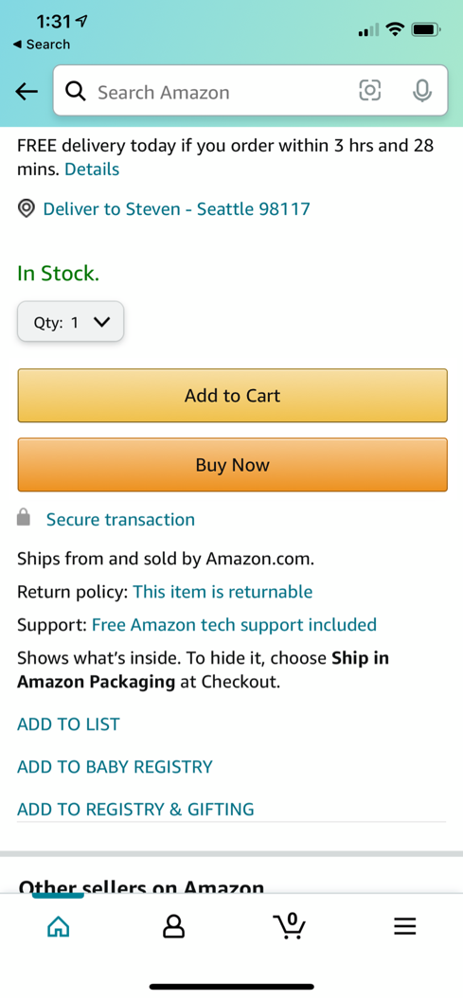 1:31
Search
Search Amazon
FREE delivery today if you order within 3 hrs and 28
mins. Details
Deliver to Steven - Seattle 98117
In Stock.
Qty: 1
Add to Cart
Buy Now
Secure transaction
Ships from and sold by Amazon.com.
Return policy: This item is returnable
Support: Free Amazon tech support included
Shows what's inside. To hide it, choose Ship in
Amazon Packaging at Checkout.
ADD TO LIST
ADD TO BABY REGISTRY
ADD TO REGISTRY & GIFTING
Other sellers on Amazon
0